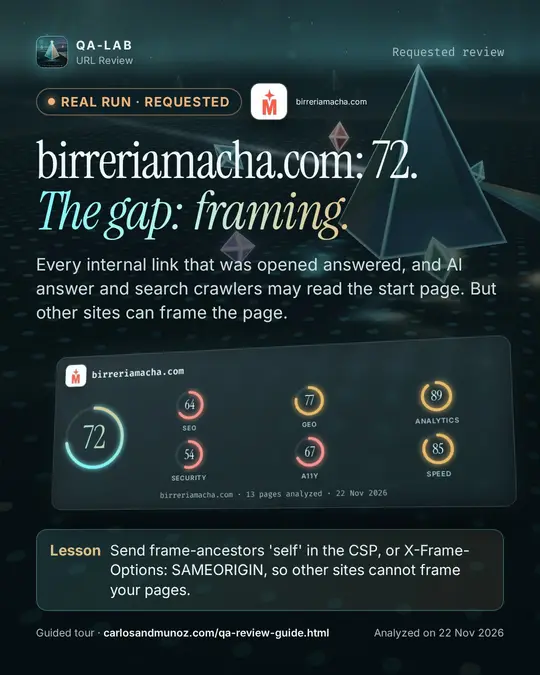 QA-LAB
URL Review
Requested review
REAL RUN · REQUESTED
M
birreriamacha.com
birreriamacha.com: 72.
The gap: framing.
Every internal link that was opened answered, and AI
answer and search crawlers may read the start page. But
other sites can frame the page.
M
birreriamacha.com
72
64
SEO
77
GEO
89
ANALYTICS
54
SECURITY
67
A11Y
85
SPEED
birreriamacha.com · 13 pages analyzed · 22 Nov 2026
Lesson
Send frame-ancestors 'self' in the CSP, or X-Frame-
Options: SAMEORIGIN, so other sites cannot frame
your pages.
Guided tour · carlosandmunoz.com/qa-review-guide.html
Analyzed on 22 Nov 2026